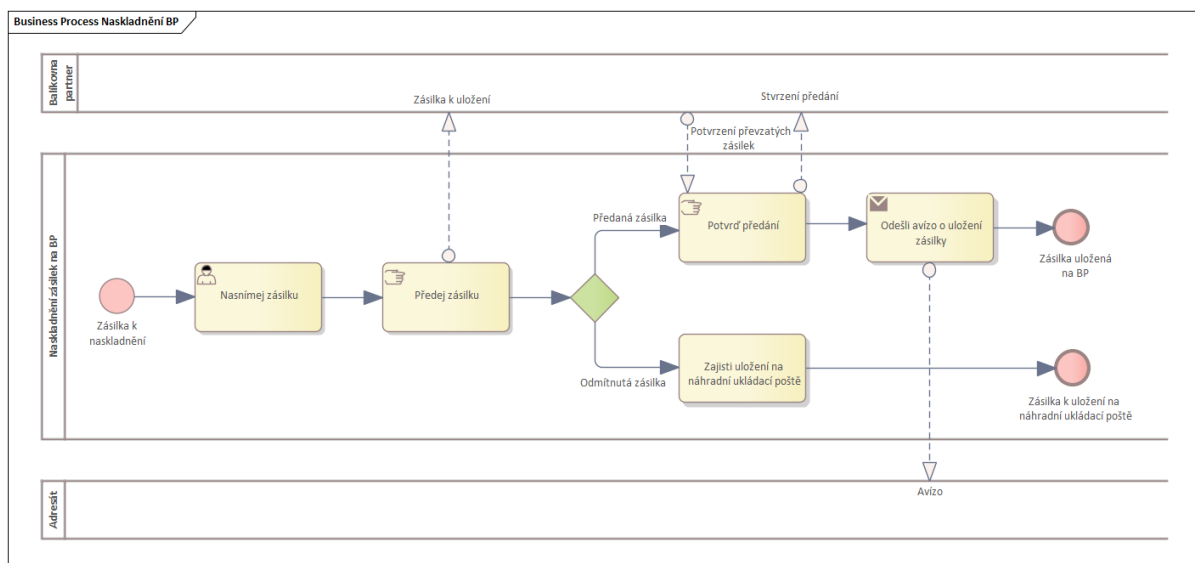 Business Process Naskladnění BP
Balíkovna
partner
Zásilka k uložení
Stvrzení předání
Potvrzení převzatých
zásilek
Naskladnění zásilek na BP
Předaná zásilka
Potvrď předání
Odešli avízo o uložení
zásilky
Zásilka uložená
na BP
Nasnímej zásilku
Předej zásilku
Zásilka k
naskladnění
Odmítnutá zásilka
Zajisti uložení na
náhradní ukládací poště
Zásilka k uložení na
náhradní ukládací poště
Adresát
Avízo